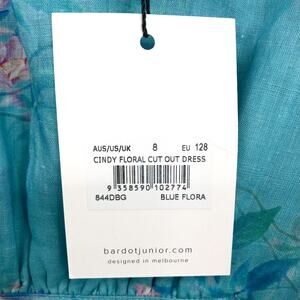 AUS/US/UK 8 EU 128
CINDY FLORAL CUT OUT DRESS
9 358590 102774
844DBG BLUE FLORA
bardotjunior.com
designed in melbourne